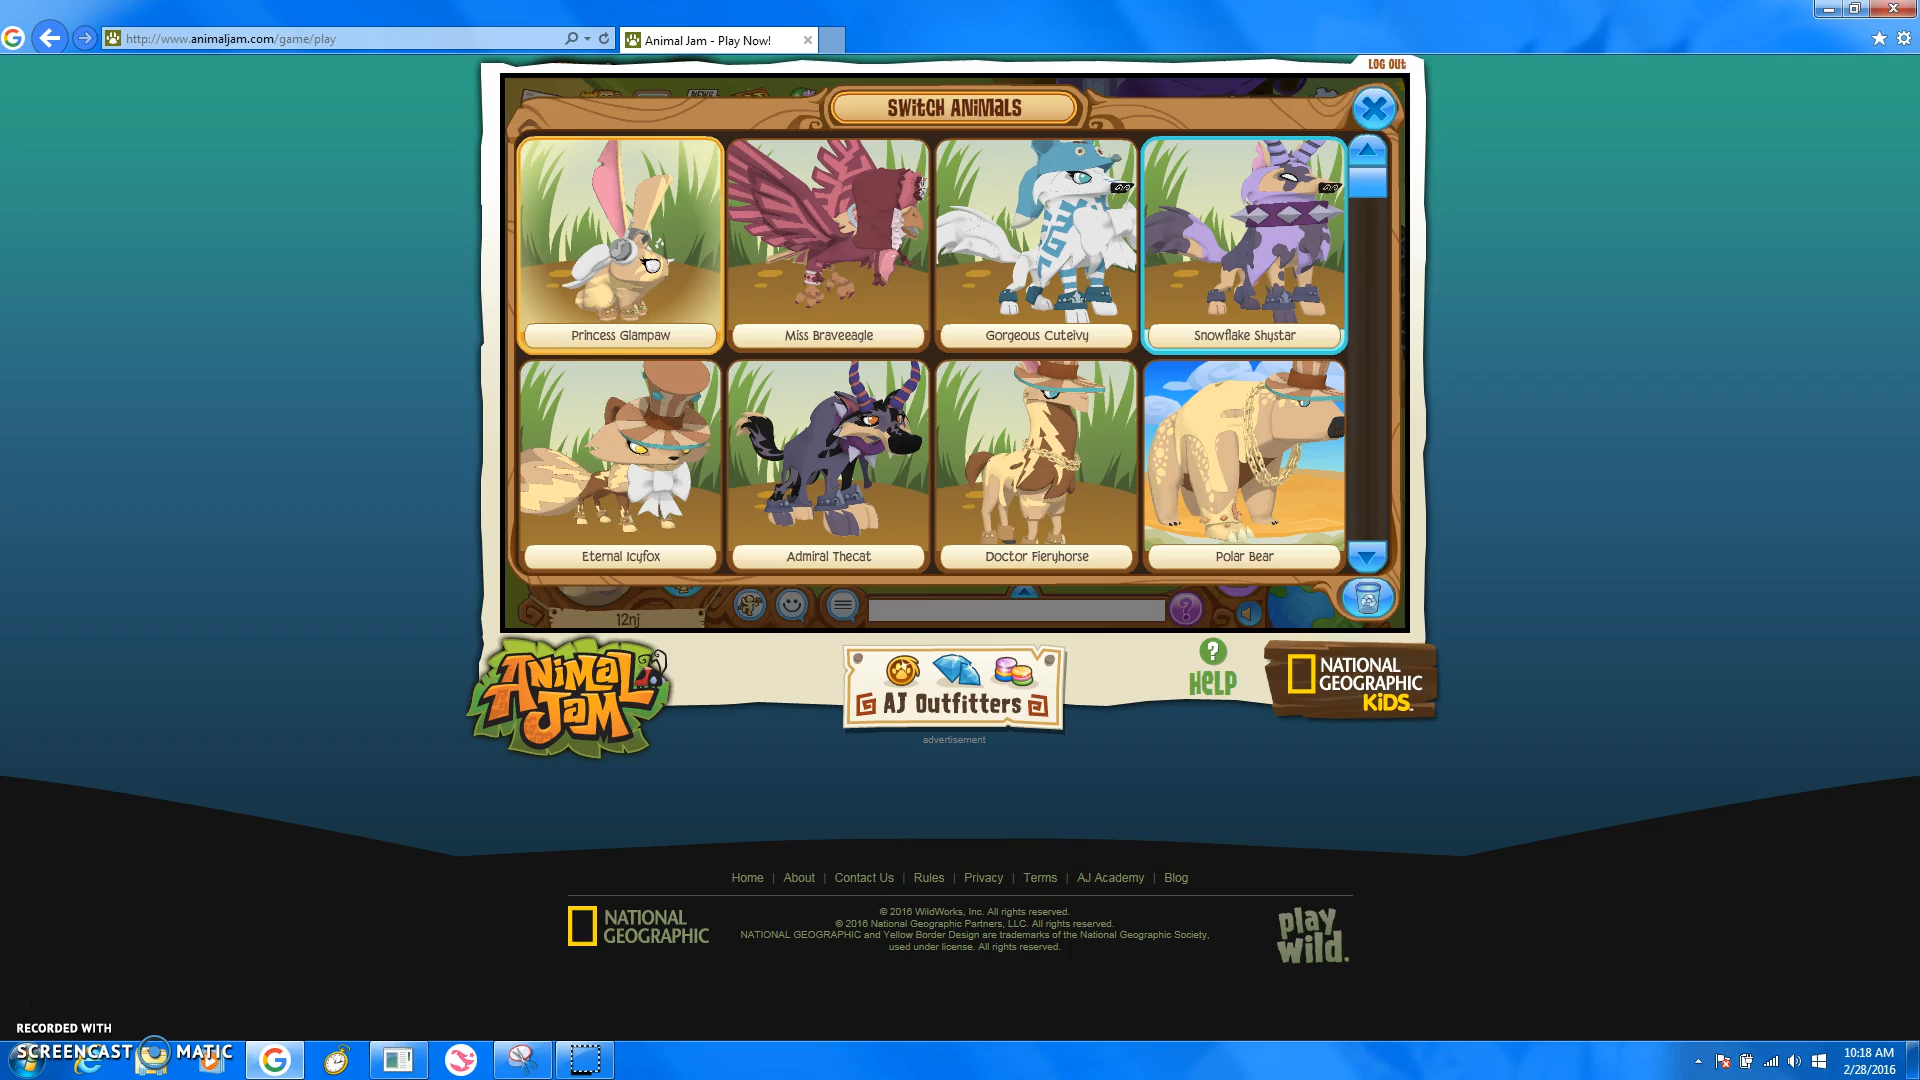 http://www.animaljam.com/game/play
Animal Jam - Play Now!
LOG OUT
SWITCH ANIMALS
Princess Glampaw
Miss Braveeagle
Gorgeous Cuteivy
Snowflake Shystar
Eternal Icyfox
Admiral Thecat
Doctor Fieryhorse
Polar Bear
12nj
ANIMAL JAM
AJ Outfitters
advertisement
? HELP
NATIONAL GEOGRAPHIC KiDS
Home | About | Contact Us | Rules | Privacy | Terms | AJ Academy | Blog
NATIONAL GEOGRAPHIC
© 2016 WildWorks, Inc. All rights reserved.
© 2016 National Geographic Partners, LLC. All rights reserved.
NATIONAL GEOGRAPHIC and Yellow Border Design are trademarks of the National Geographic Society,
used under license. All rights reserved.
play wild.
RECORDED WITH
SCREENCAST MATIC
10:18 AM
2/28/2016